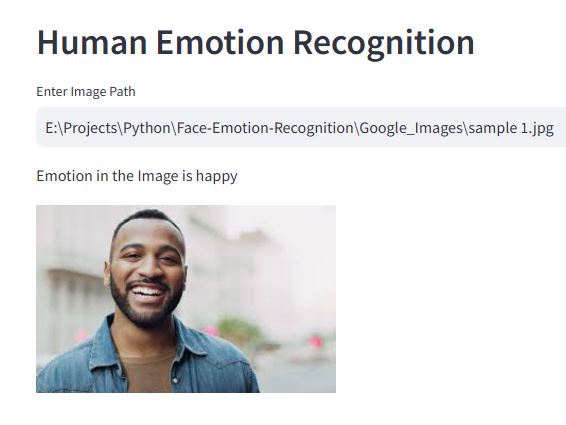 Human Emotion Recognition
Enter Image Path
E:\Projects\Python\Face-Emotion-Recognition\Google_Images\sample 1.jpg
Emotion in the Image is happy